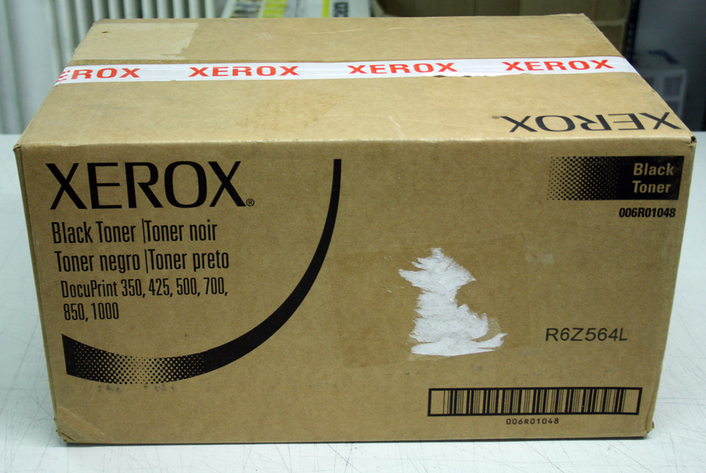 XEROX XEROX XEROX XEROX
XEROX
XEROX®
Black Toner | Toner noir
Toner negro | Toner preto
DocuPrint 350, 425, 500, 700,
850, 1000
Black
Toner
006R01048
R6Z564L
006R01048